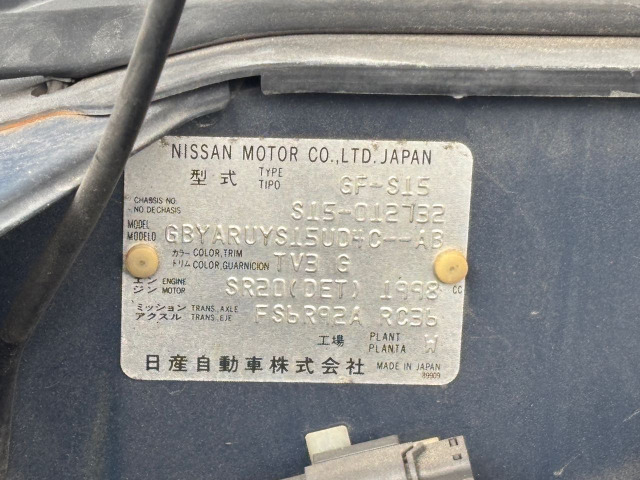 NISSAN MOTOR CO.,LTD.JAPAN
型式 TYPE TIPO GF-S15
CHASSIS NO. NO DE CHASIS S15-012732
MODEL MODELO GBYARUYS15UD4C--AB
カラー COLOR,TRIM トリム COLOR,GUARNICION TV3 G
エンジン ENGINE MOTOR SR20(DET) 1998 CC
ミッション アクスル TRANS.,AXLE TRANS.,EJE FS6R92A RC36
工場 PLANT PLANTA W
日産自動車株式会社 MADE IN JAPAN
89909